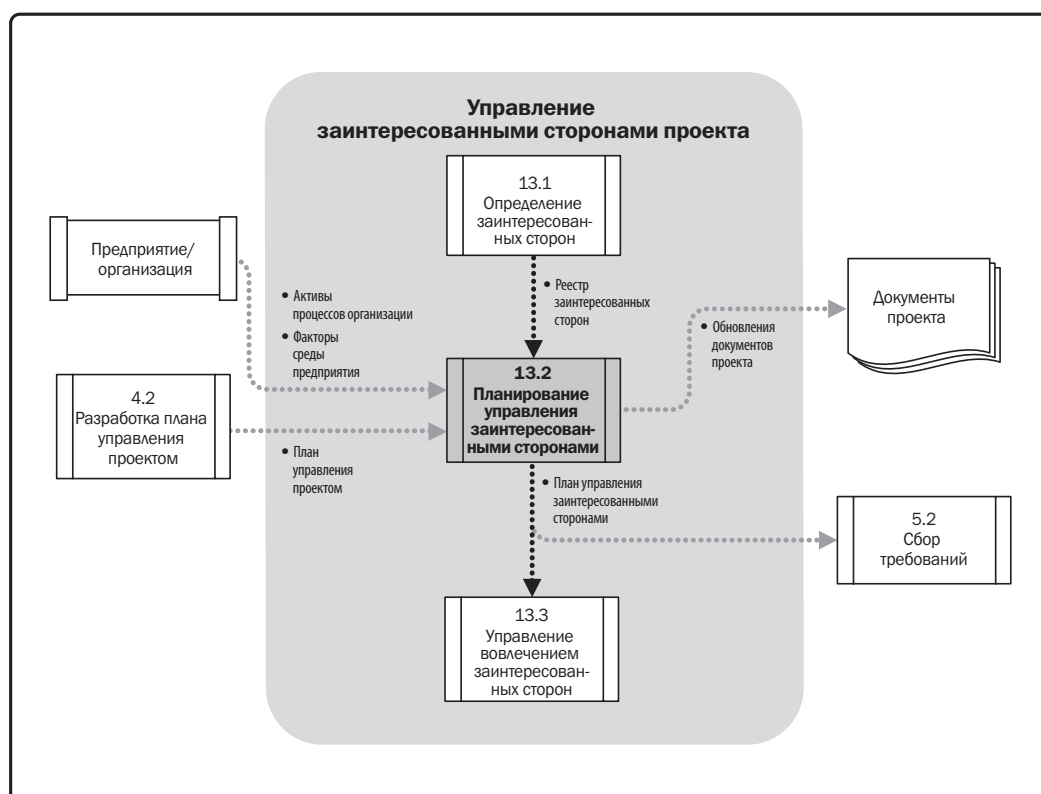 Управление
заинтересованными сторонами проекта
13.1
Определение
заинтересован-
ных сторон
Предприятие/
организация
• Активы
процессов организации
• Факторы
среды
предприятия
• Реестр
заинтересованных
сторон
• Обновления
документов
проекта
Документы
проекта
4.2
Разработка плана
управления
проектом
• План
управления
проектом
13.2
Планирование
управления
заинтересован-
ными сторонами
• План управления
заинтересованными
сторонами
5.2
Сбор
требований
13.3
Управление
вовлечением
заинтересован-
ных сторон